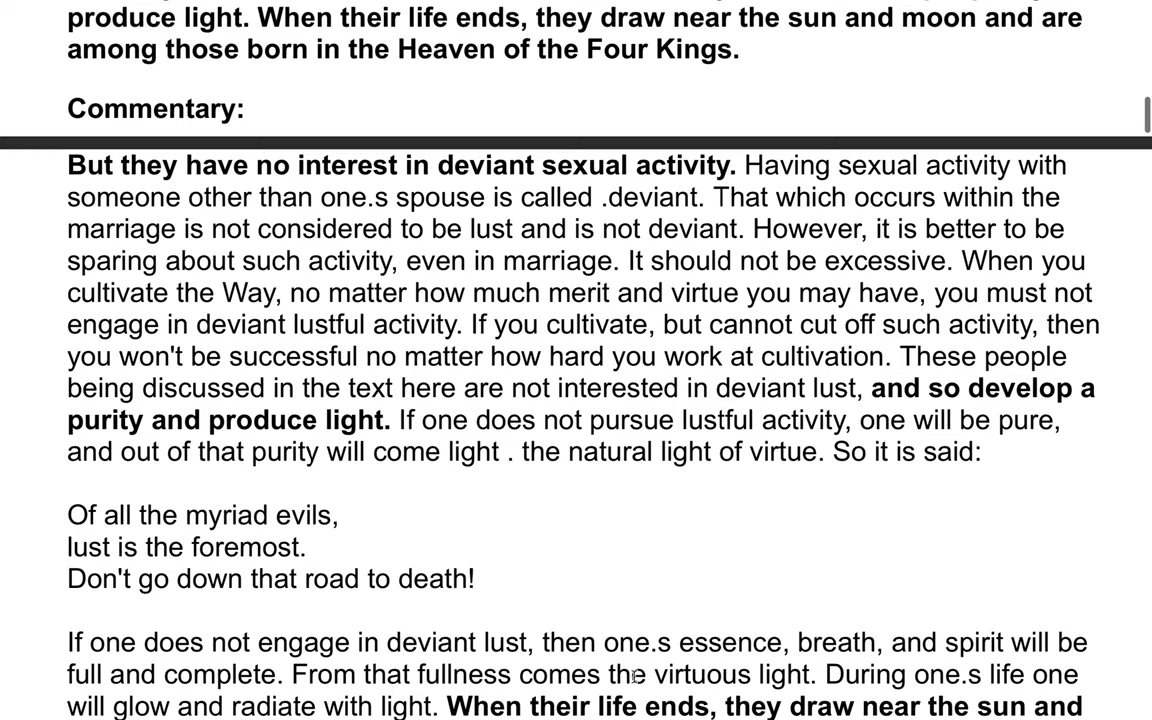 produce light. When their life ends, they draw near the sun and moon and are
among those born in the Heaven of the Four Kings.
Commentary:
But they have no interest in deviant sexual activity. Having sexual activity with
someone other than one.s spouse is called .deviant. That which occurs within the
marriage is not considered to be lust and is not deviant. However, it is better to be
sparing about such activity, even in marriage. It should not be excessive. When you
cultivate the Way, no matter how much merit and virtue you may have, you must not
engage in deviant lustful activity. If you cultivate, but cannot cut off such activity, then
you won't be successful no matter how hard you work at cultivation. These people
being discussed in the text here are not interested in deviant lust, and so develop a
purity and produce light. If one does not pursue lustful activity, one will be pure,
and out of that purity will come light . the natural light of virtue. So it is said:
Of all the myriad evils,
lust is the foremost.
Don't go down that road to death!
If one does not engage in deviant lust, then one.s essence, breath, and spirit will be
full and complete. From that fullness comes the virtuous light. During one.s life one
will glow and radiate with light. When their life ends, they draw near the sun and